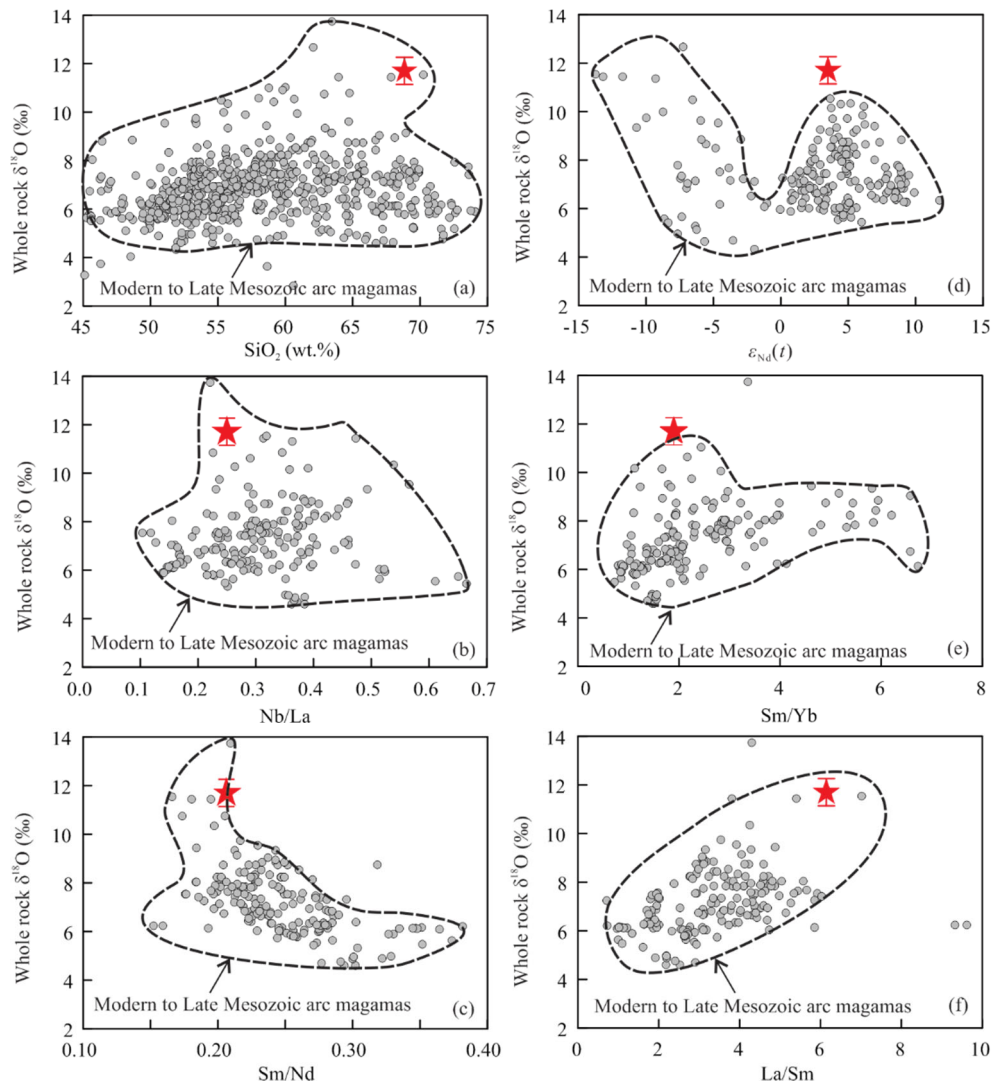 14
12
10
8
6
4
2
Whole rock δ¹⁸O (‰)
Modern to Late Mesozoic arc magamas
(a)
45 50 55 60 65 70 75
SiO₂ (wt.%)
14
12
10
8
6
4
2
Whole rock δ¹⁸O (‰)
Modern to Late Mesozoic arc magamas
(d)
-15 -10 -5 0 5 10 15
εNd(t)
14
12
10
8
6
4
2
Whole rock δ¹⁸O (‰)
Modern to Late Mesozoic arc magamas
(b)
0.0 0.1 0.2 0.3 0.4 0.5 0.6 0.7
Nb/La
14
12
10
8
6
4
2
Whole rock δ¹⁸O (‰)
Modern to Late Mesozoic arc magamas
(e)
0 2 4 6 8
Sm/Yb
14
12
10
8
6
4
2
Whole rock δ¹⁸O (‰)
Modern to Late Mesozoic arc magamas
(c)
0.10 0.20 0.30 0.40
Sm/Nd
14
12
10
8
6
4
2
Whole rock δ¹⁸O (‰)
Modern to Late Mesozoic arc magamas
(f)
0 2 4 6 8 10
La/Sm